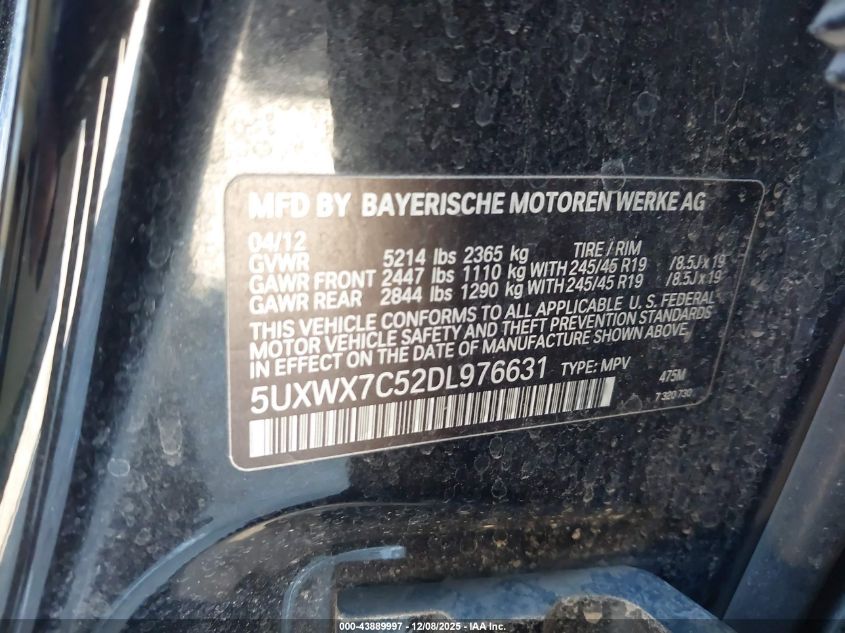 MFD BY BAYERISCHE MOTOREN WERKE AG
04/12 TIRE / RIM
GVWR 5214 lbs 2365 kg
GAWR FRONT 2447 lbs 1110 kg WITH 245/45 R19 /8.5J x 19
GAWR REAR 2844 lbs 1290 kg WITH 245/45 R19 /8.5J x 19
THIS VEHICLE CONFORMS TO ALL APPLICABLE U. S. FEDERAL
MOTOR VEHICLE SAFETY AND THEFT PREVENTION STANDARDS
IN EFFECT ON THE DATE OF MANUFACTURE SHOWN ABOVE.
5UXWX7C52DL976631 TYPE: MPV 475M
7 320 730
000-43889997 | 12/08/2025 - IAA Inc.